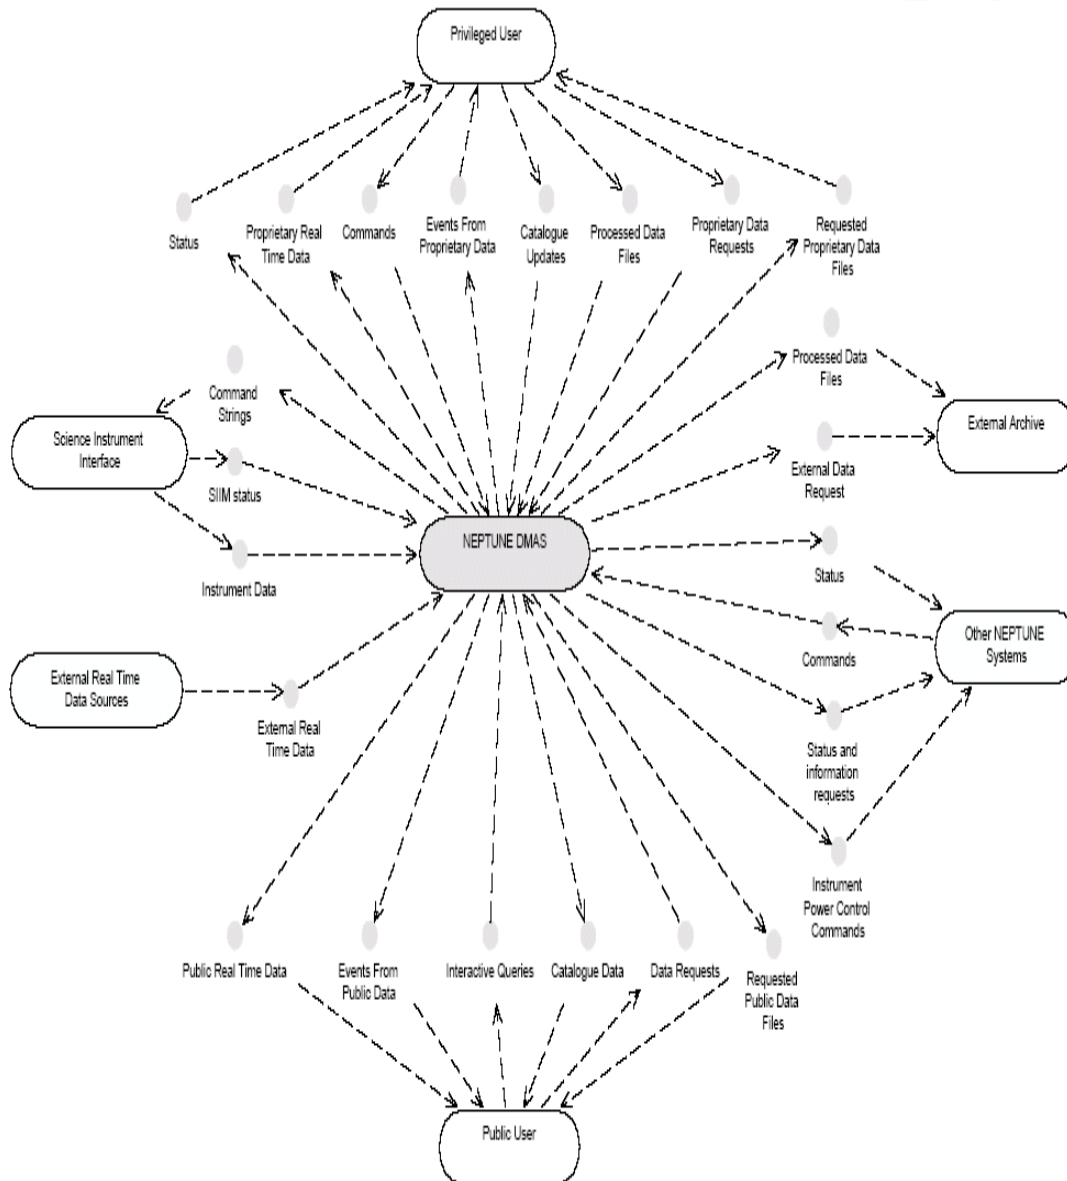 Privileged User
Status
Proprietary Real
Time Data
Commands
Events From
Proprietary Data
Catalogue
Updates
Processed Data
Files
Proprietary Data
Requests
Requested
Proprietary Data
Files
Processed Data
Files
Command
Strings
External Archive
Science Instrument
Interface
External Data
Request
SIIM status
NEPTUNE DMAS
Status
Instrument Data
Other NEPTUNE
Systems
Commands
External Real Time
Data Sources
External Real
Time Data
Status and
information
requests
Instrument
Power Control
Commands
Public Real Time Data
Events From
Public Data
Interactive Queries
Catalogue Data
Data Requests
Requested
Public Data
Files
Public User